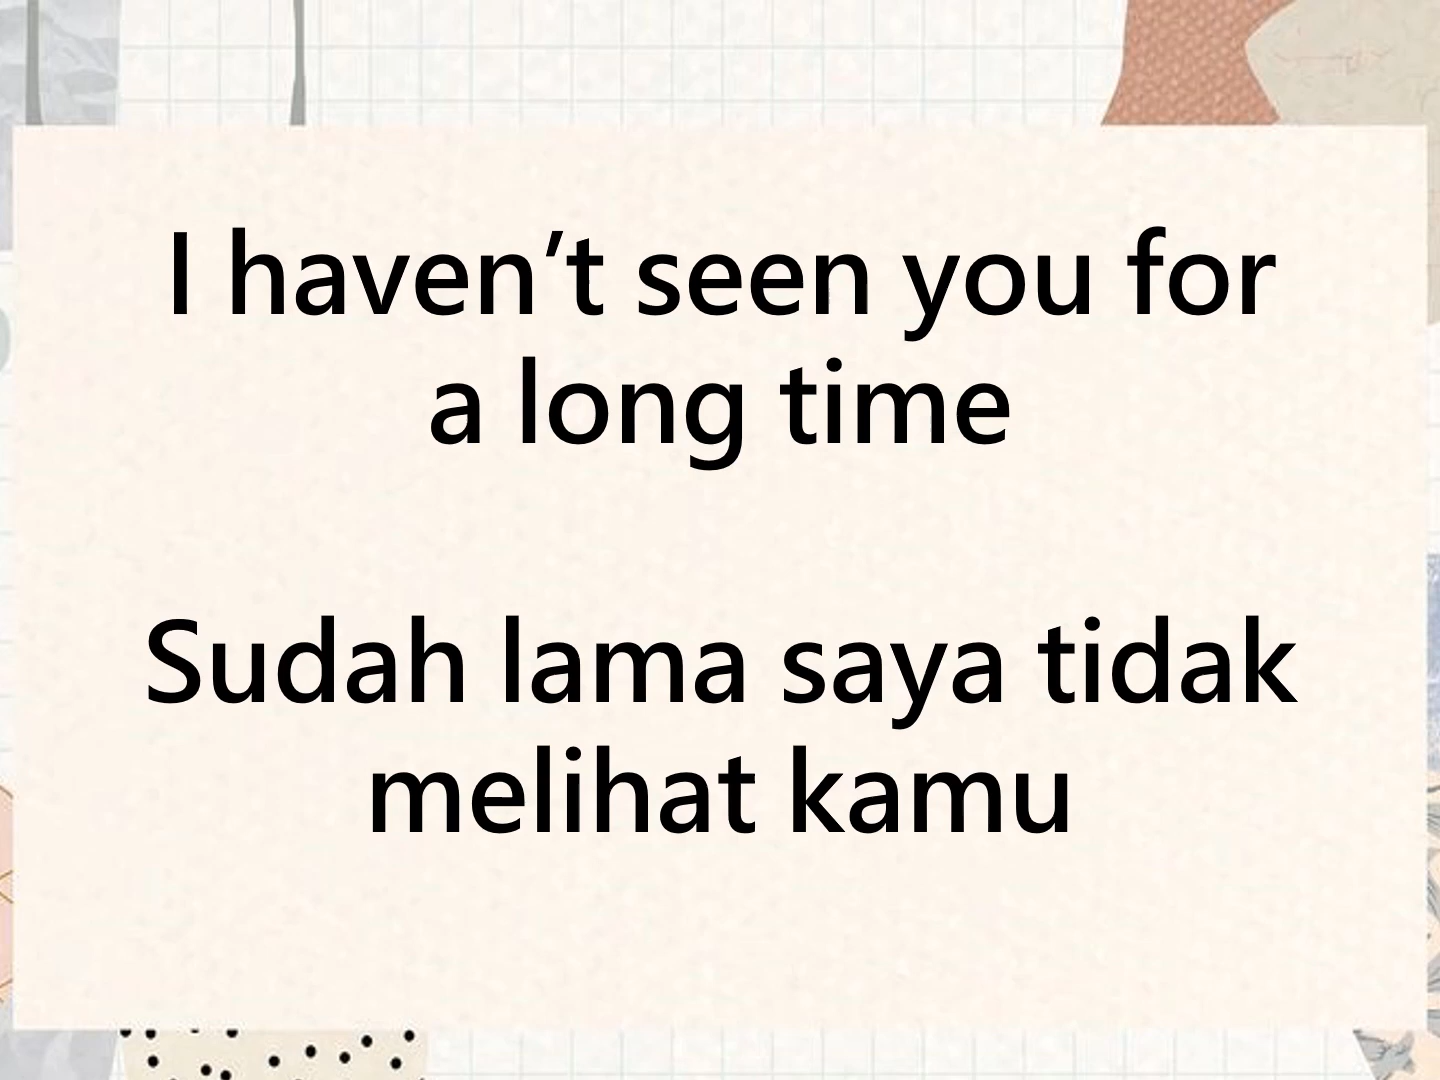 I haven’t seen you for
a long time
Sudah lama saya tidak
melihat kamu